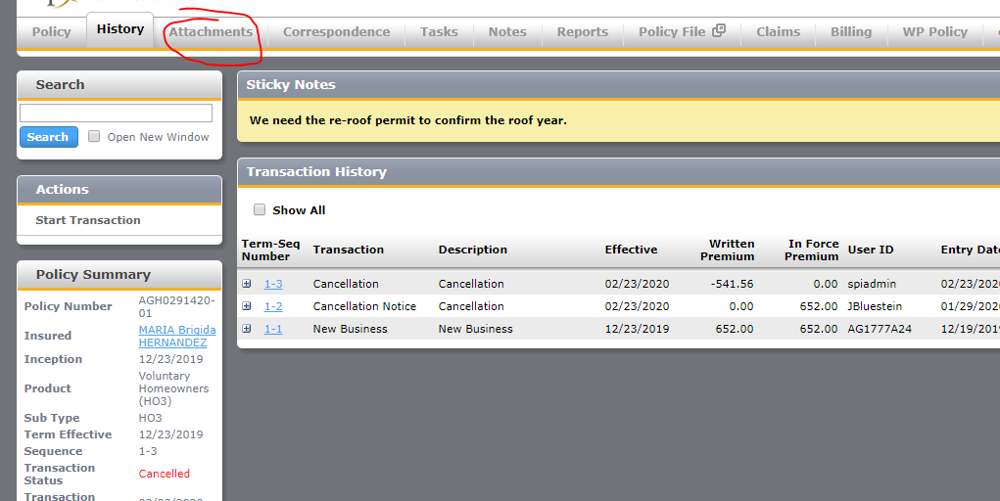 Policy
History
Attachments
Correspondence
Tasks
Notes
Reports
Policy File
Claims
Billing
WP Policy
Search
Search
Open New Window
Actions
Start Transaction
Policy Summary
Policy Number AGH0291420-
01
Insured MARIA Brigida
HERNANDEZ
Inception 12/23/2019
Product Voluntary
Homeowners
(HO3)
Sub Type HO3
Term Effective 12/23/2019
Sequence 1-3
Transaction
Status Cancelled
Transaction
Sticky Notes
We need the re-roof permit to confirm the roof year.
Transaction History
Show All
Term-Seq
Number Transaction Description Effective Written
Premium In Force
Premium User ID Entry Date
1-3 Cancellation Cancellation 02/23/2020 -541.56 0.00 spiadmin 02/23/202
1-2 Cancellation Notice Cancellation 02/23/2020 0.00 652.00 JBluestein 01/29/202
1-1 New Business New Business 12/23/2019 652.00 652.00 AG1777A24 12/19/201